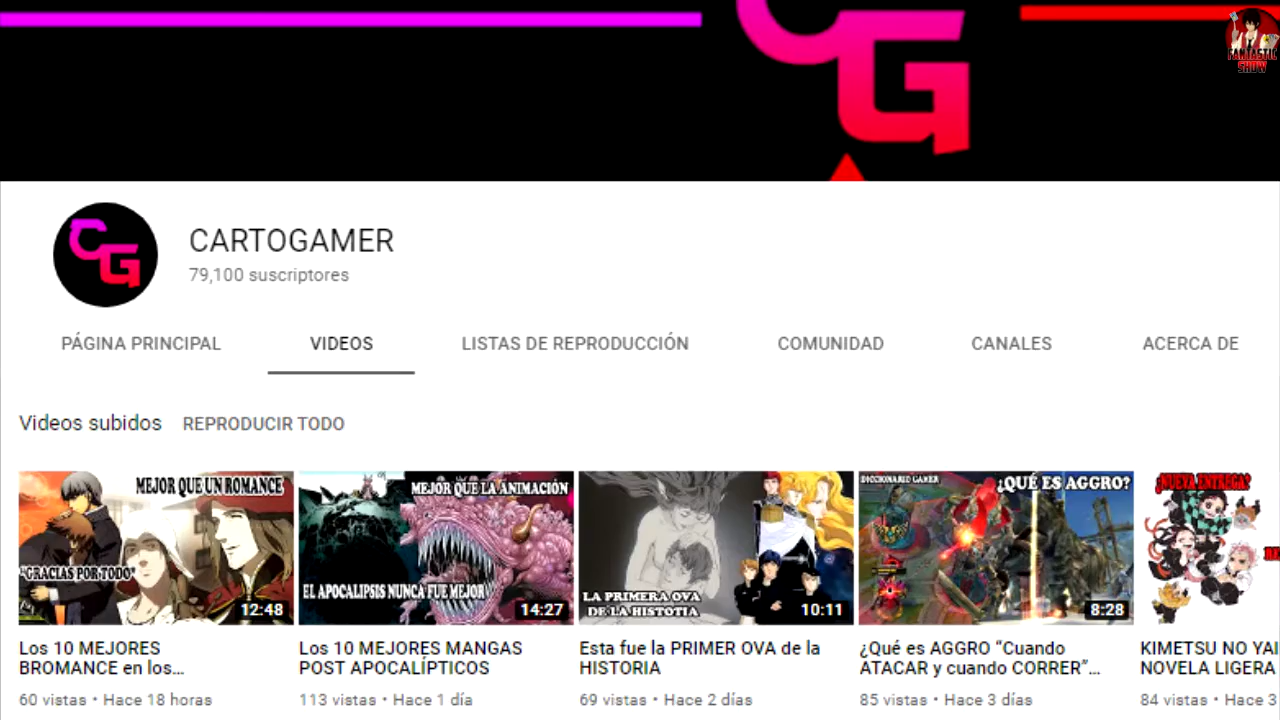 CG
FANTASTIC
SHOW
CG
CARTOGAMER
79,100 suscriptores
PÁGINA PRINCIPAL
VIDEOS
LISTAS DE REPRODUCCIÓN
COMUNIDAD
CANALES
ACERCA DE
Videos subidos
REPRODUCIR TODO
MEJOR QUE UN ROMANCE
"GRACIAS POR TODO"
12:48
MEJOR QUE LA ANIMACIÓN
EL APOCALIPSIS NUNCA FUE MEJOR
14:27
LA PRIMERA OVA
DE LA HISTOTIA
10:11
DICCIONARIO GAMER
¿QUÉ ES AGGRO?
8:28
¿NUEVA ENTREGA?
Los 10 MEJORES
BROMANCE en los...
60 vistas • Hace 18 horas
Los 10 MEJORES MANGAS
POST APOCALÍPTICOS
113 vistas • Hace 1 día
Esta fue la PRIMER OVA de la
HISTORIA
69 vistas • Hace 2 días
¿Qué es AGGRO “Cuando
ATACAR y cuando CORRER”...
85 vistas • Hace 3 días
KIMETSU NO YAI
NOVELA LIGERA
84 vistas • Hace 3